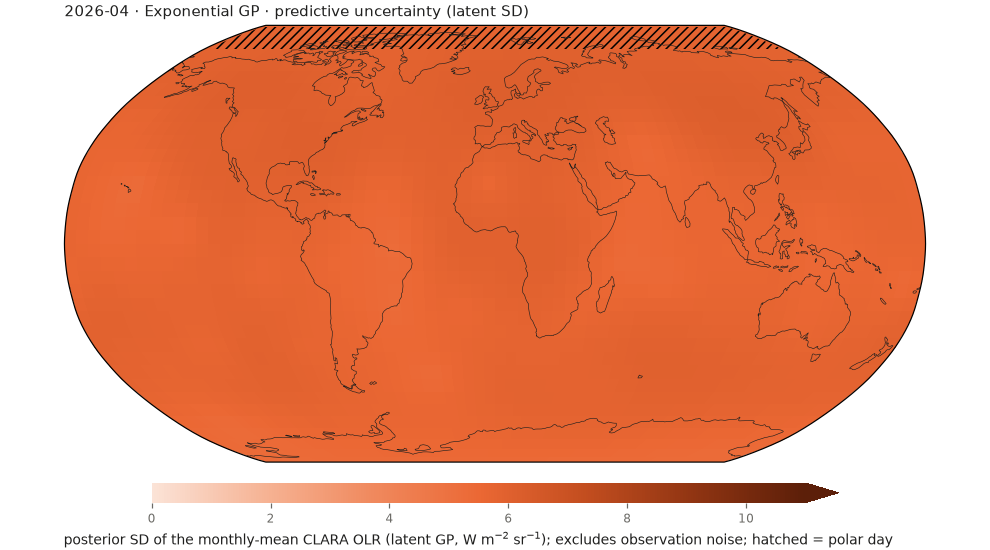 2026-04 · Exponential GP · predictive uncertainty (latent SD)
0 2 4 6 8 10
posterior SD of the monthly-mean CLARA OLR (latent GP, W m⁻² sr⁻¹); excludes observation noise; hatched = polar day